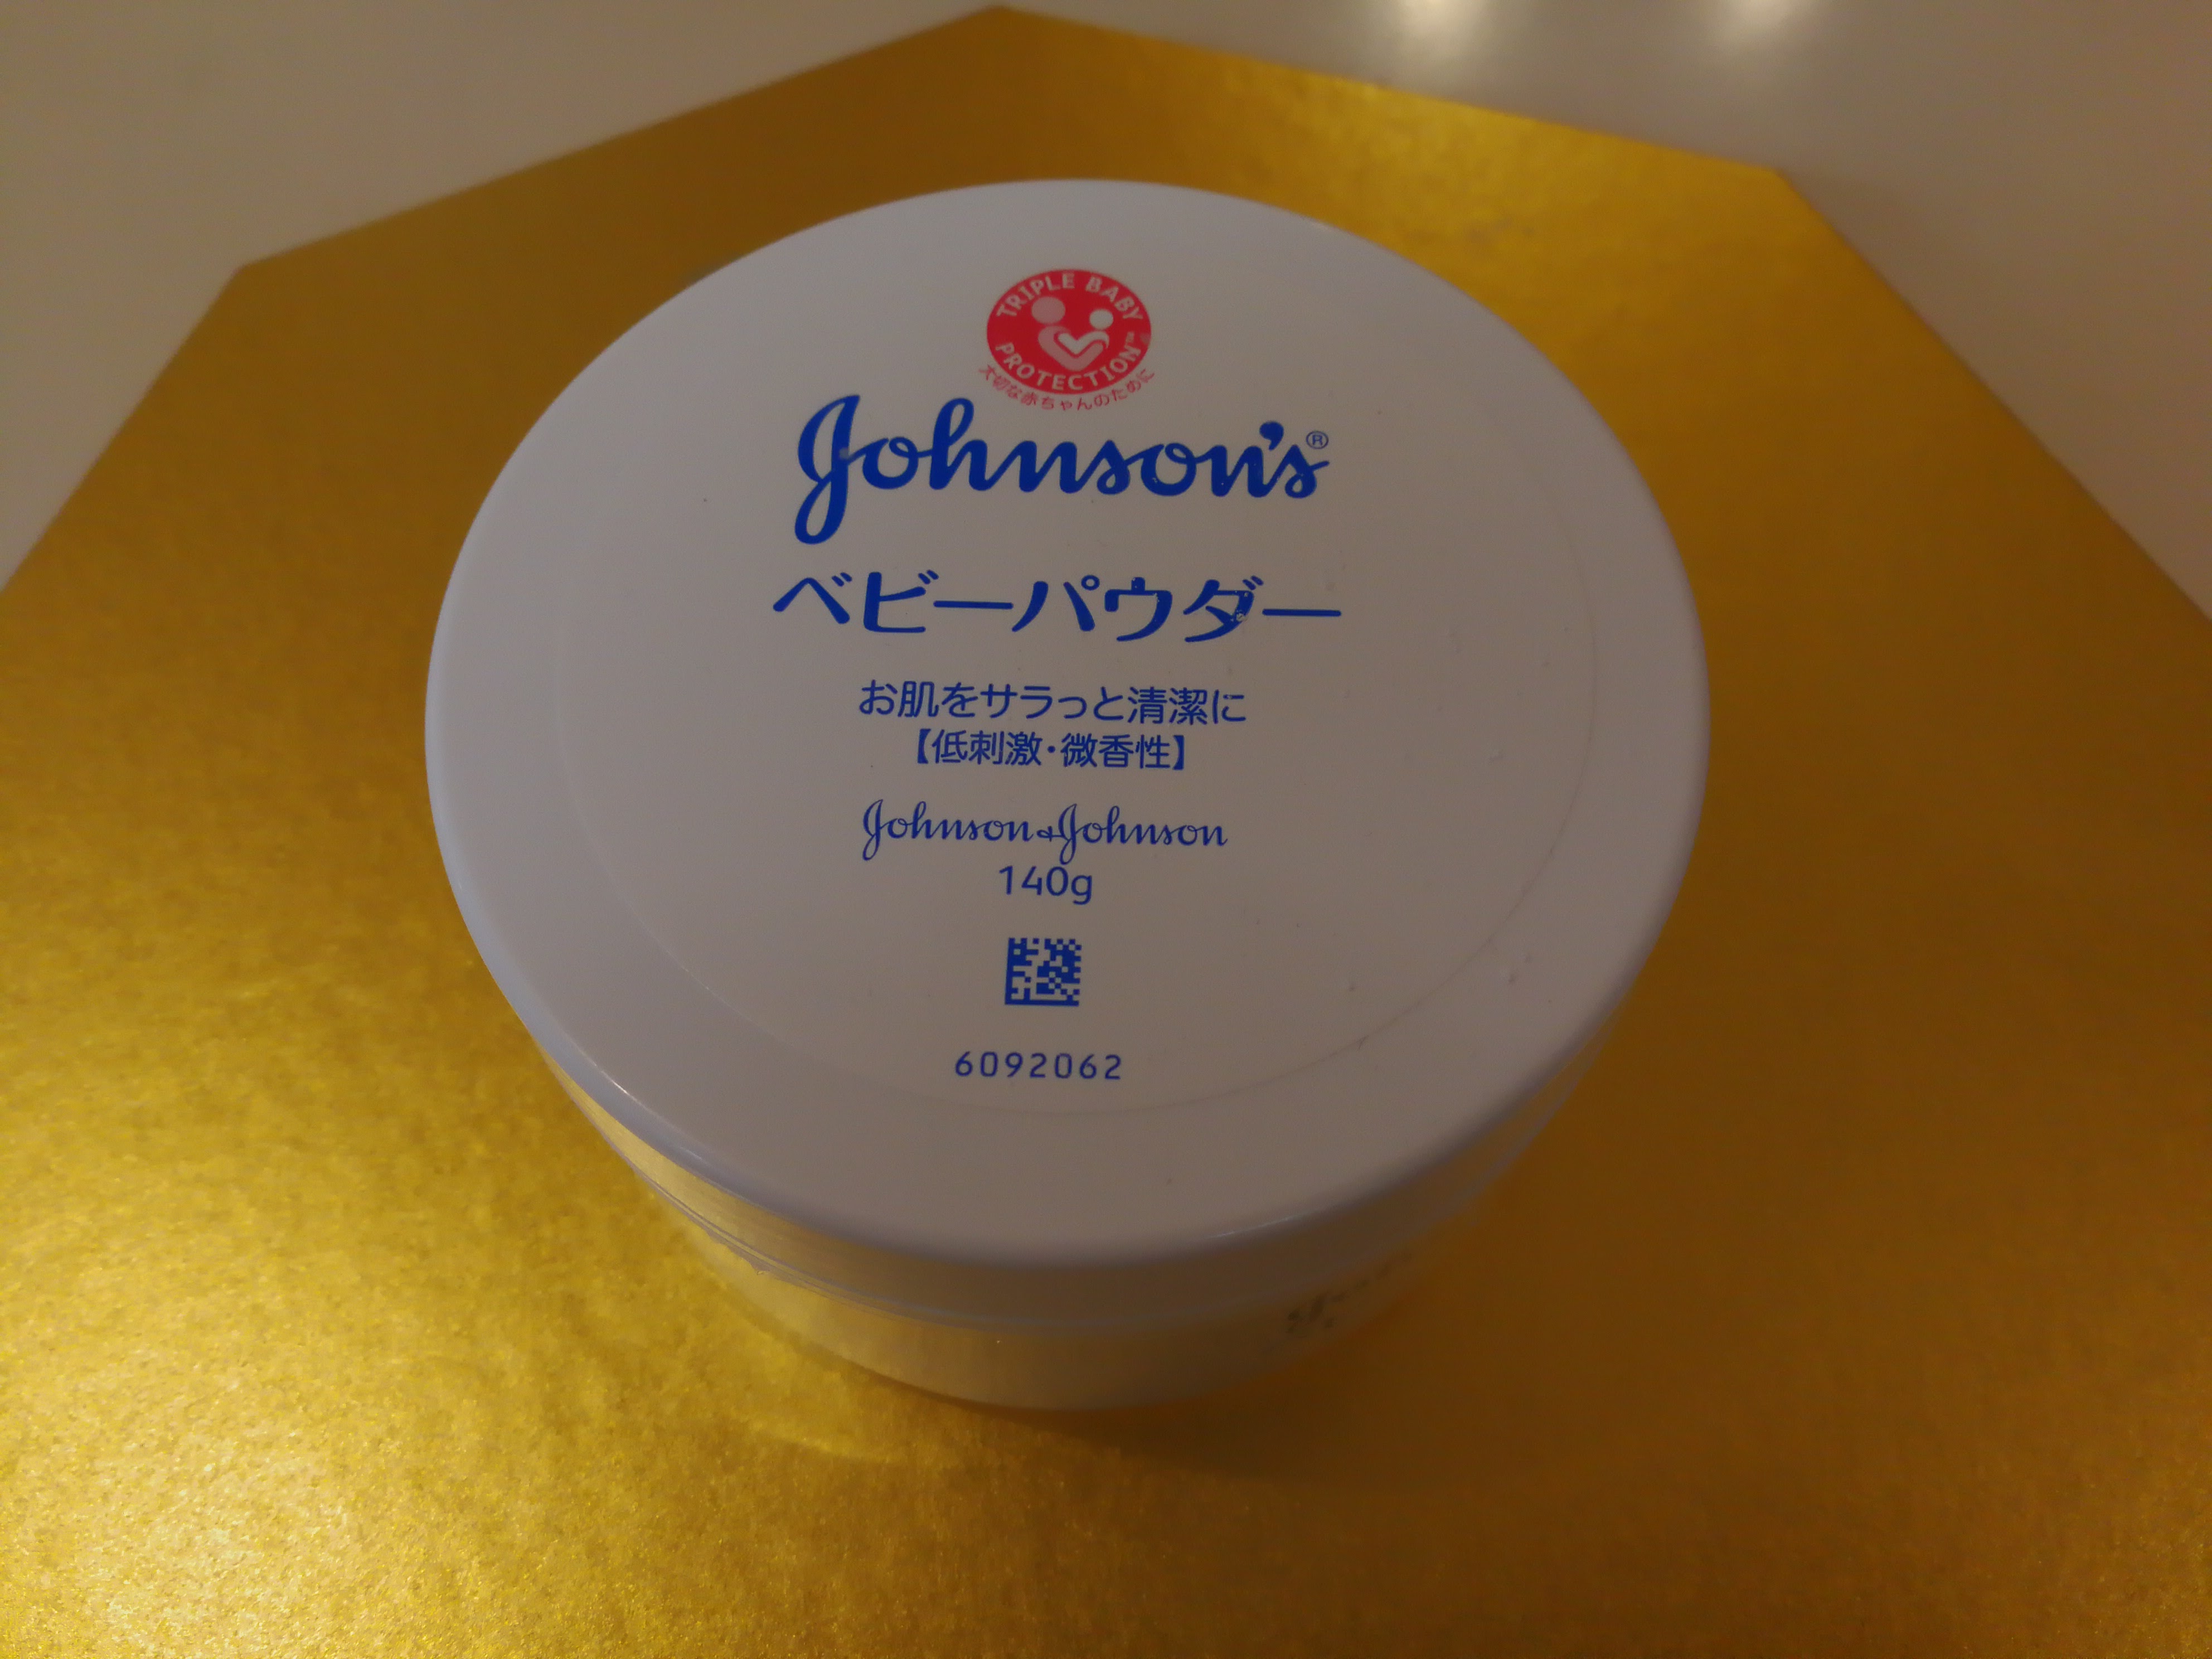 TRIPLE BABY
PROTECTION™
大切な赤ちゃんのために
Johnson's®
ベビーパウダー
お肌をサラっと清潔に
【低刺激・微香性】
Johnson & Johnson
140g
6092062